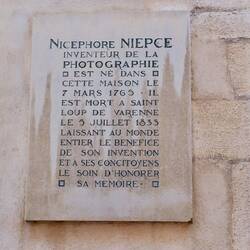 NICEPHORE NIEPCE
INVENTEUR DE LA
PHOTOGRAPHIE
EST NÉ DANS
CETTE MAISON LE
7 MARS 1765 · IL
EST MORT A SAINT
LOUP DE VARENNE
LE 5 JUILLET 1833
LAISSANT AU MONDE
ENTIER LE BENEFICE
DE SON INVENTION
ET A SES CONCITOYENS
LE SOIN D'HONORER
SA MEMOIRE